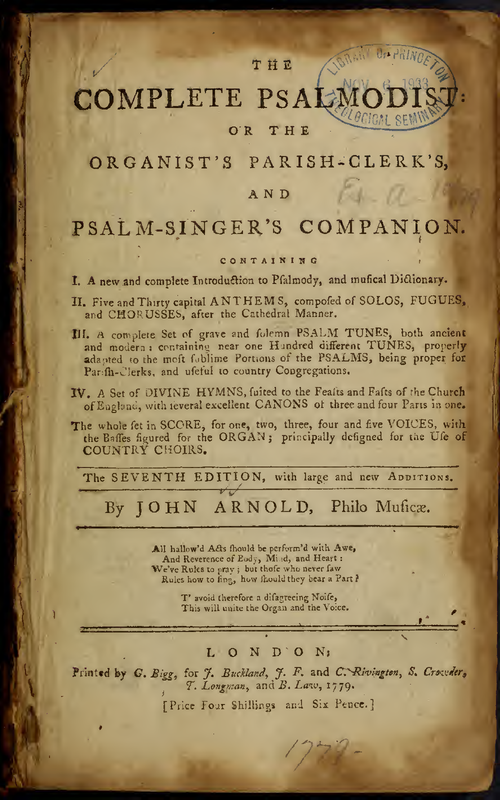 THE
COMPLETE PSALMODIST:
OR THE
ORGANIST'S PARISH-CLERK'S,
AND
PSALM-SINGER'S COMPANION.
CONTAINING
I. A new and complete Introduction to Psalmody, and musical Dictionary.
II. Five and Thirty capital ANTHEMS, composed of SOLOS, FUGUES,
and CHORUSSES, after the Cathedral Manner.
III. A complete Set of grave and solemn PSALM TUNES, both ancient
and modern: containing near one Hundred different TUNES, properly
adapted to the most sublime Portions of the PSALMS, being proper for
Parish-Clerks, and useful to country Congregations.
IV. A Set of DIVINE HYMNS, suited to the Feasts and Fasts of the Church
of England, with several excellent CANONS of three and four Parts in one.
The whole set in SCORE, for one, two, three, four and five VOICES, with
the Basses figured for the ORGAN; principally designed for the Use of
COUNTRY CHOIRS.
The SEVENTH EDITION, with large and new ADDITIONS.
By JOHN ARNOLD, Philo Musicæ.
All hallow'd Acts should be perform'd with Awe,
And Reverence of Body, Mind, and Heart:
We've Rules to pray; but those who never saw
Rules how to sing, how should they bear a Part?
T' avoid therefore a disagreeing Noise,
This will unite the Organ and the Voice.
LONDON;
Printed by G. Bigg, for J. Buckland, J. F. and C. Rivington, S. Crowder,
T. Longman, and B. Law, 1779.
[Price Four Shillings and Six Pence.]
1779-
LIBRARY OF PRINCETON
NOV 6 1933
THEOLOGICAL SEMINARY